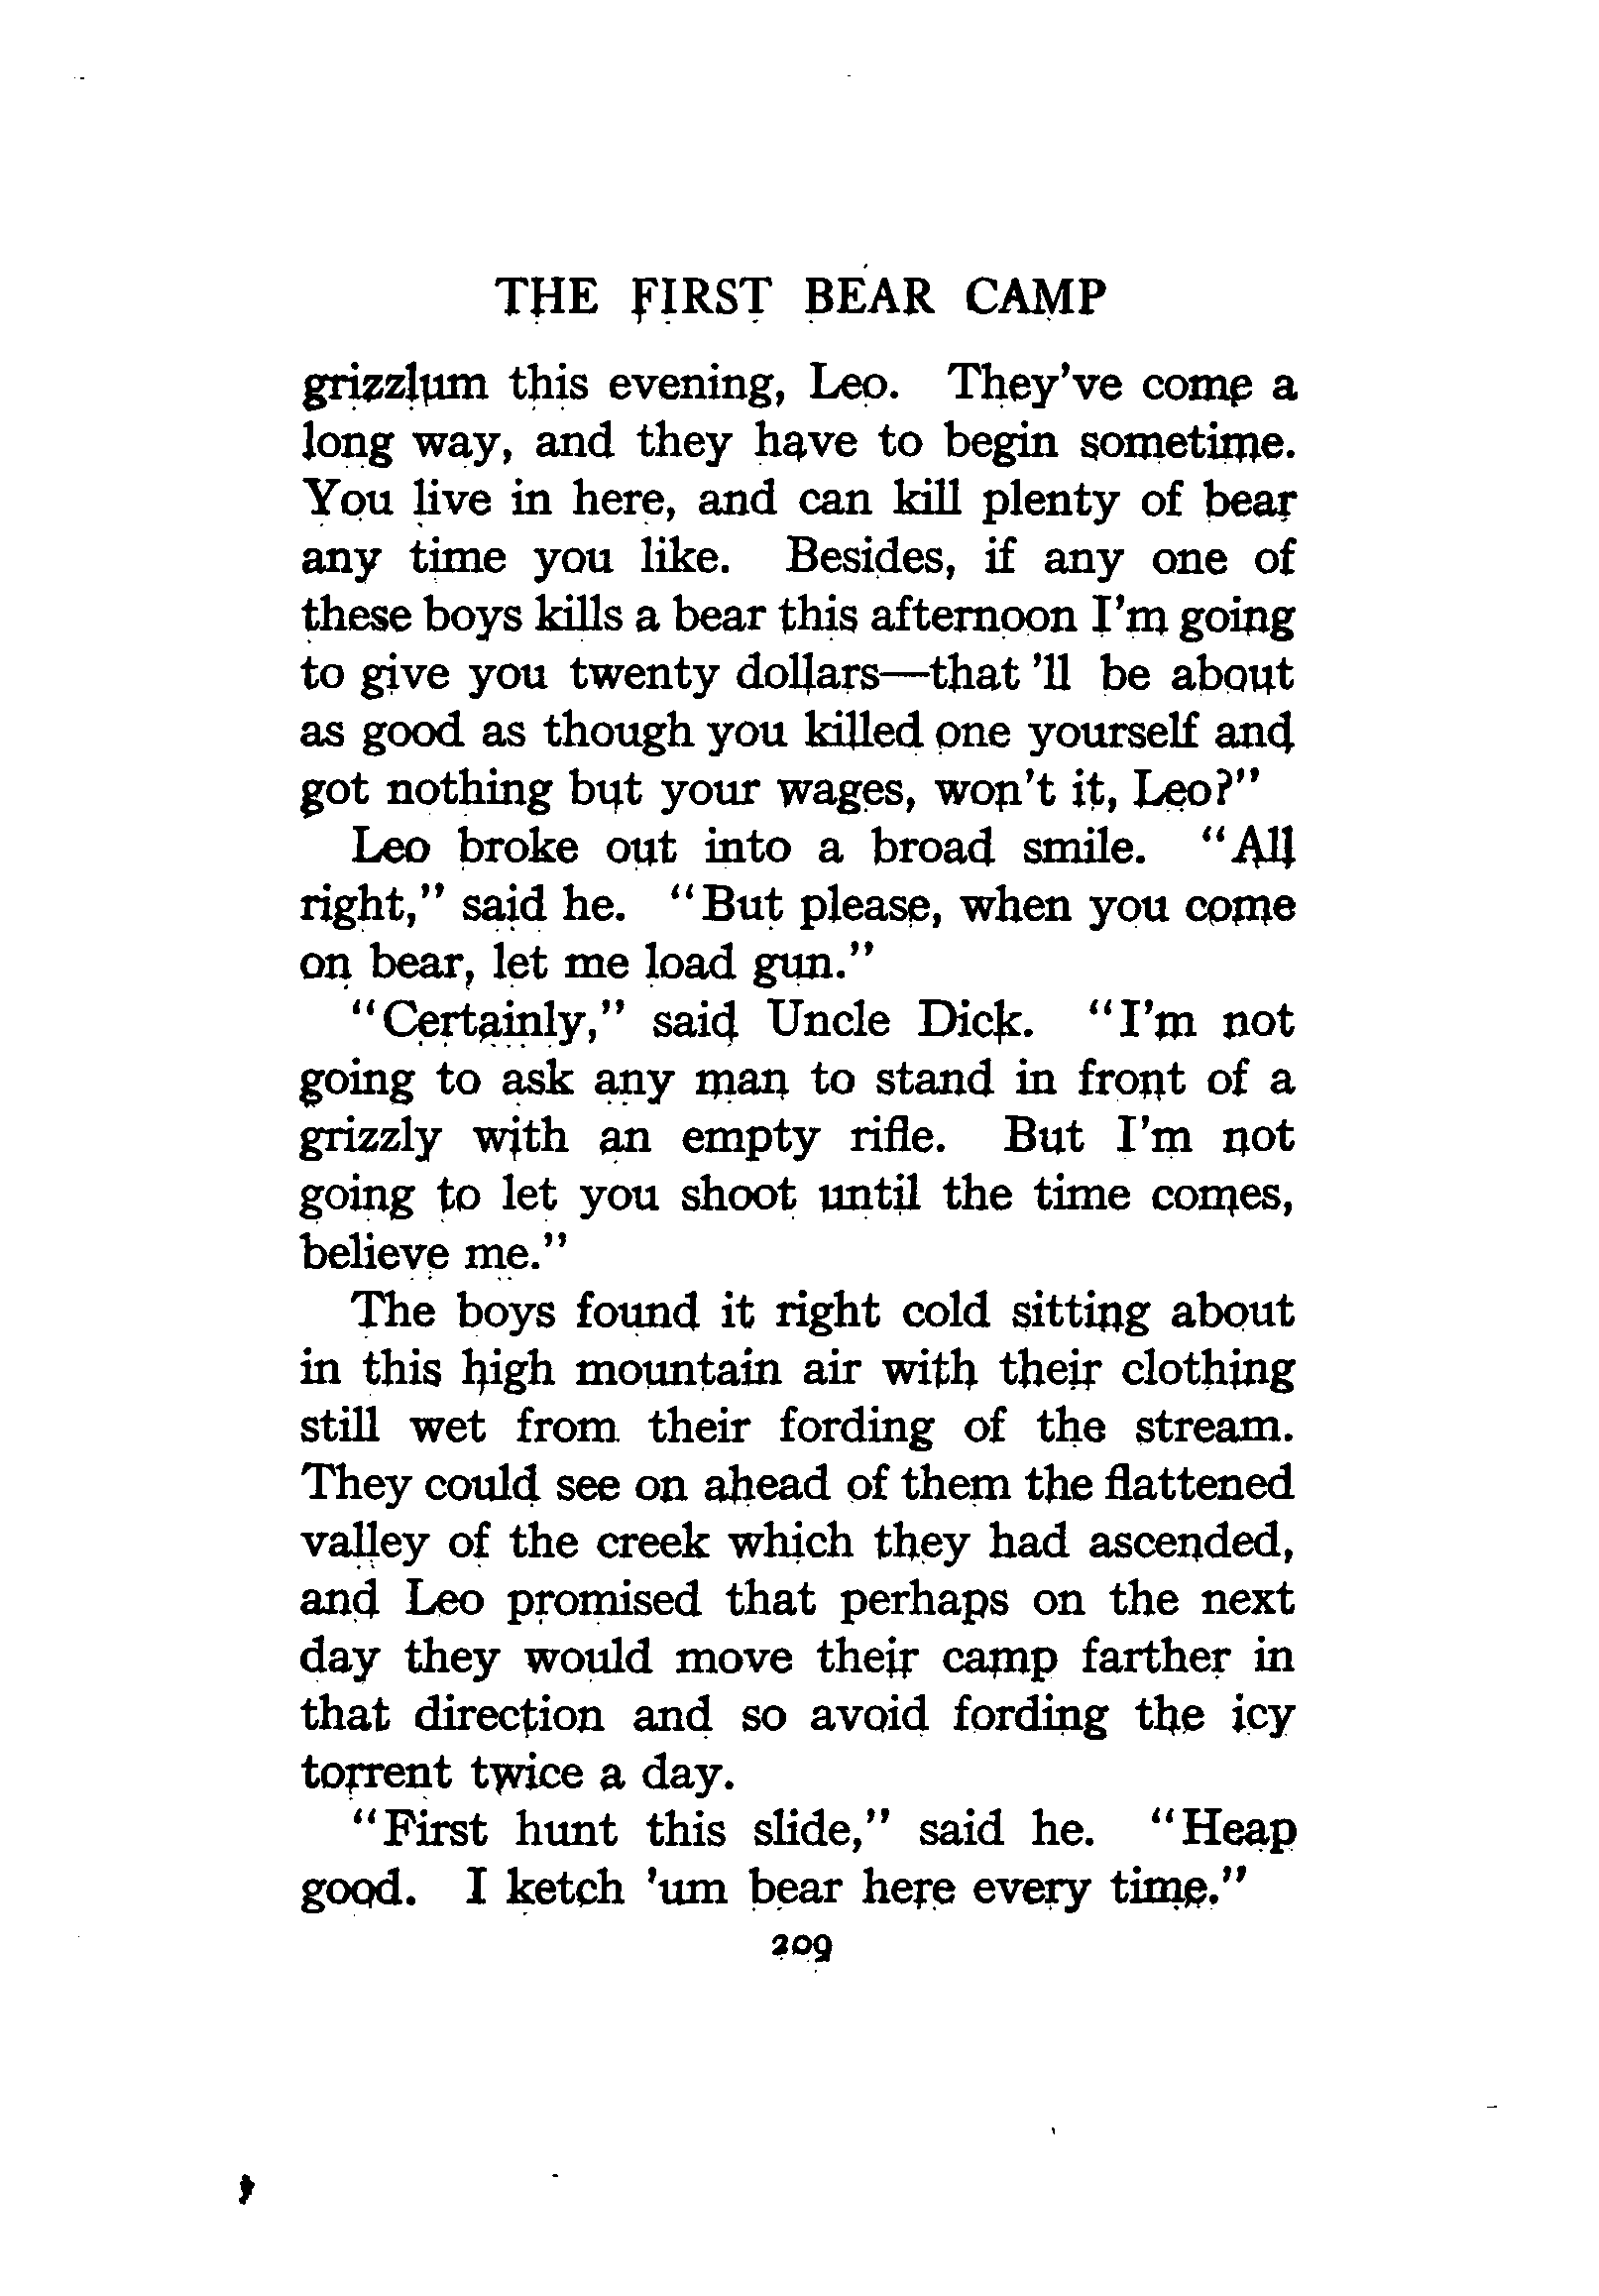 THE FIRST BEAR CAMP
grizzlum this evening, Leo. They've come a
long way, and they have to begin sometime.
You live in here, and can kill plenty of bear
any time you like. Besides, if any one of
these boys kills a bear this afternoon I'm going
to give you twenty dollars—that 'll be about
as good as though you killed one yourself and
got nothing but your wages, won't it, Leo?"
Leo broke out into a broad smile. "All
right," said he. "But please, when you come
on bear, let me load gun."
"Certainly," said Uncle Dick. "I'm not
going to ask any man to stand in front of a
grizzly with an empty rifle. But I'm not
going to let you shoot until the time comes,
believe me."
The boys found it right cold sitting about
in this high mountain air with their clothing
still wet from their fording of the stream.
They could see on ahead of them the flattened
valley of the creek which they had ascended,
and Leo promised that perhaps on the next
day they would move their camp farther in
that direction and so avoid fording the icy
torrent twice a day.
"First hunt this slide," said he. "Heap
good. I ketch 'um bear here every time."
209